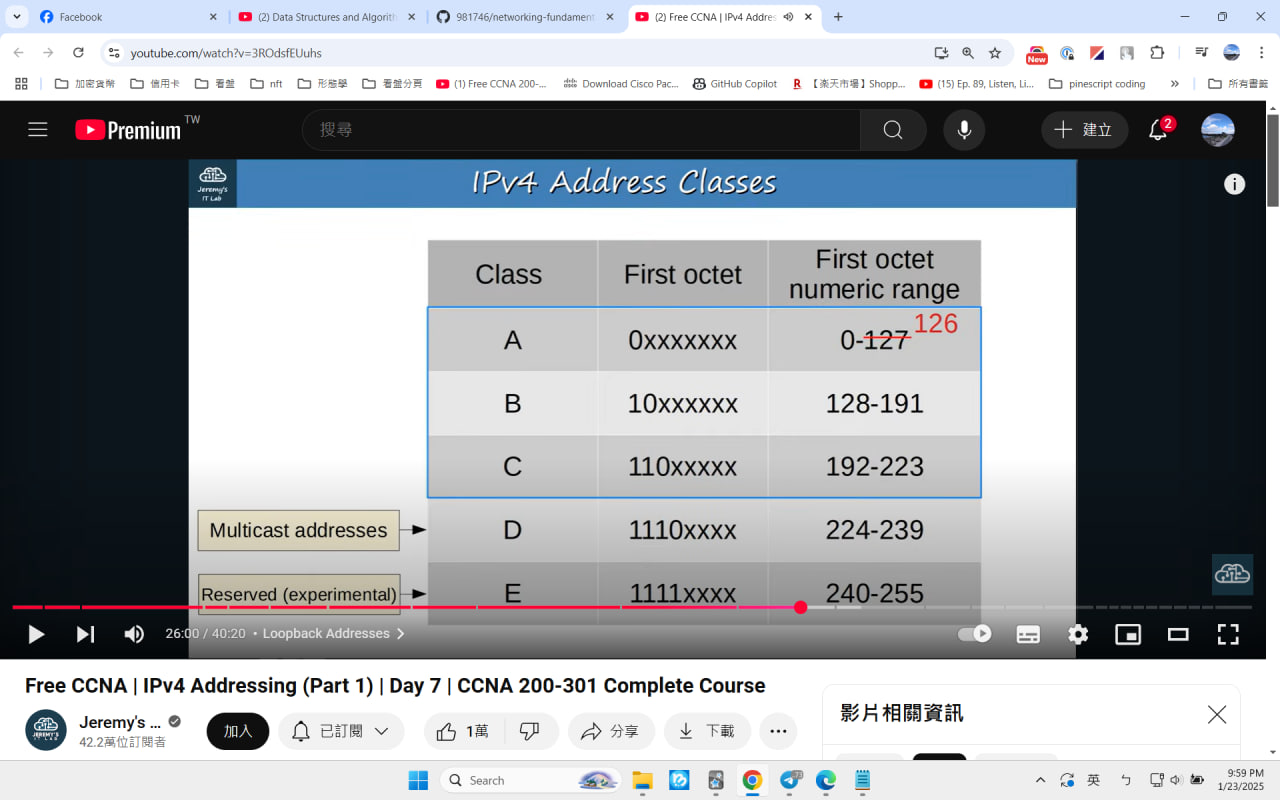 Facebook
(2) Data Structures and Algorith
981746/networking-fundament
(2) Free CCNA | IPv4 Addres
youtube.com/watch?v=3ROdsfEUuhs
New
加密貨幣
信用卡
看盤
nft
形態學
看盤分頁
(1) Free CCNA 200-...
Download Cisco Pac...
GitHub Copilot
【楽天市場】Shopp...
(15) Ep. 89, Listen, Li...
pinescript coding
所有書籤
Premium TW
搜尋
建立
2
Jeremy's
IT Lab
IPv4 Address Classes
Class First octet First octet numeric range
A 0xxxxxxx 0-127 126
B 10xxxxxx 128-191
C 110xxxxx 192-223
Multicast addresses D 1110xxxx 224-239
Reserved (experimental) E 1111xxxx 240-255
26:00 / 40:20 • Loopback Addresses
Free CCNA | IPv4 Addressing (Part 1) | Day 7 | CCNA 200-301 Complete Course
影片相關資訊
JEREMY'S
IT LAB
Jeremy's ...
42.2萬位訂閱者
加入
已訂閱
1萬
分享
下載
Search
73
英
ㄅ
9:59 PM
1/23/2025